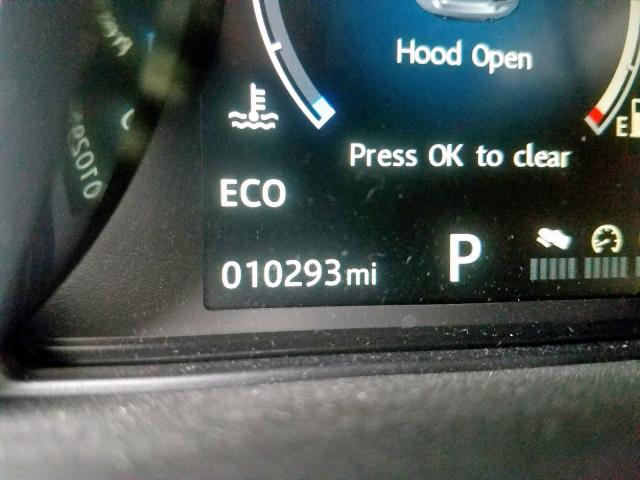 Hood Open
Press OK to clear
E
ECO
010293mi
P